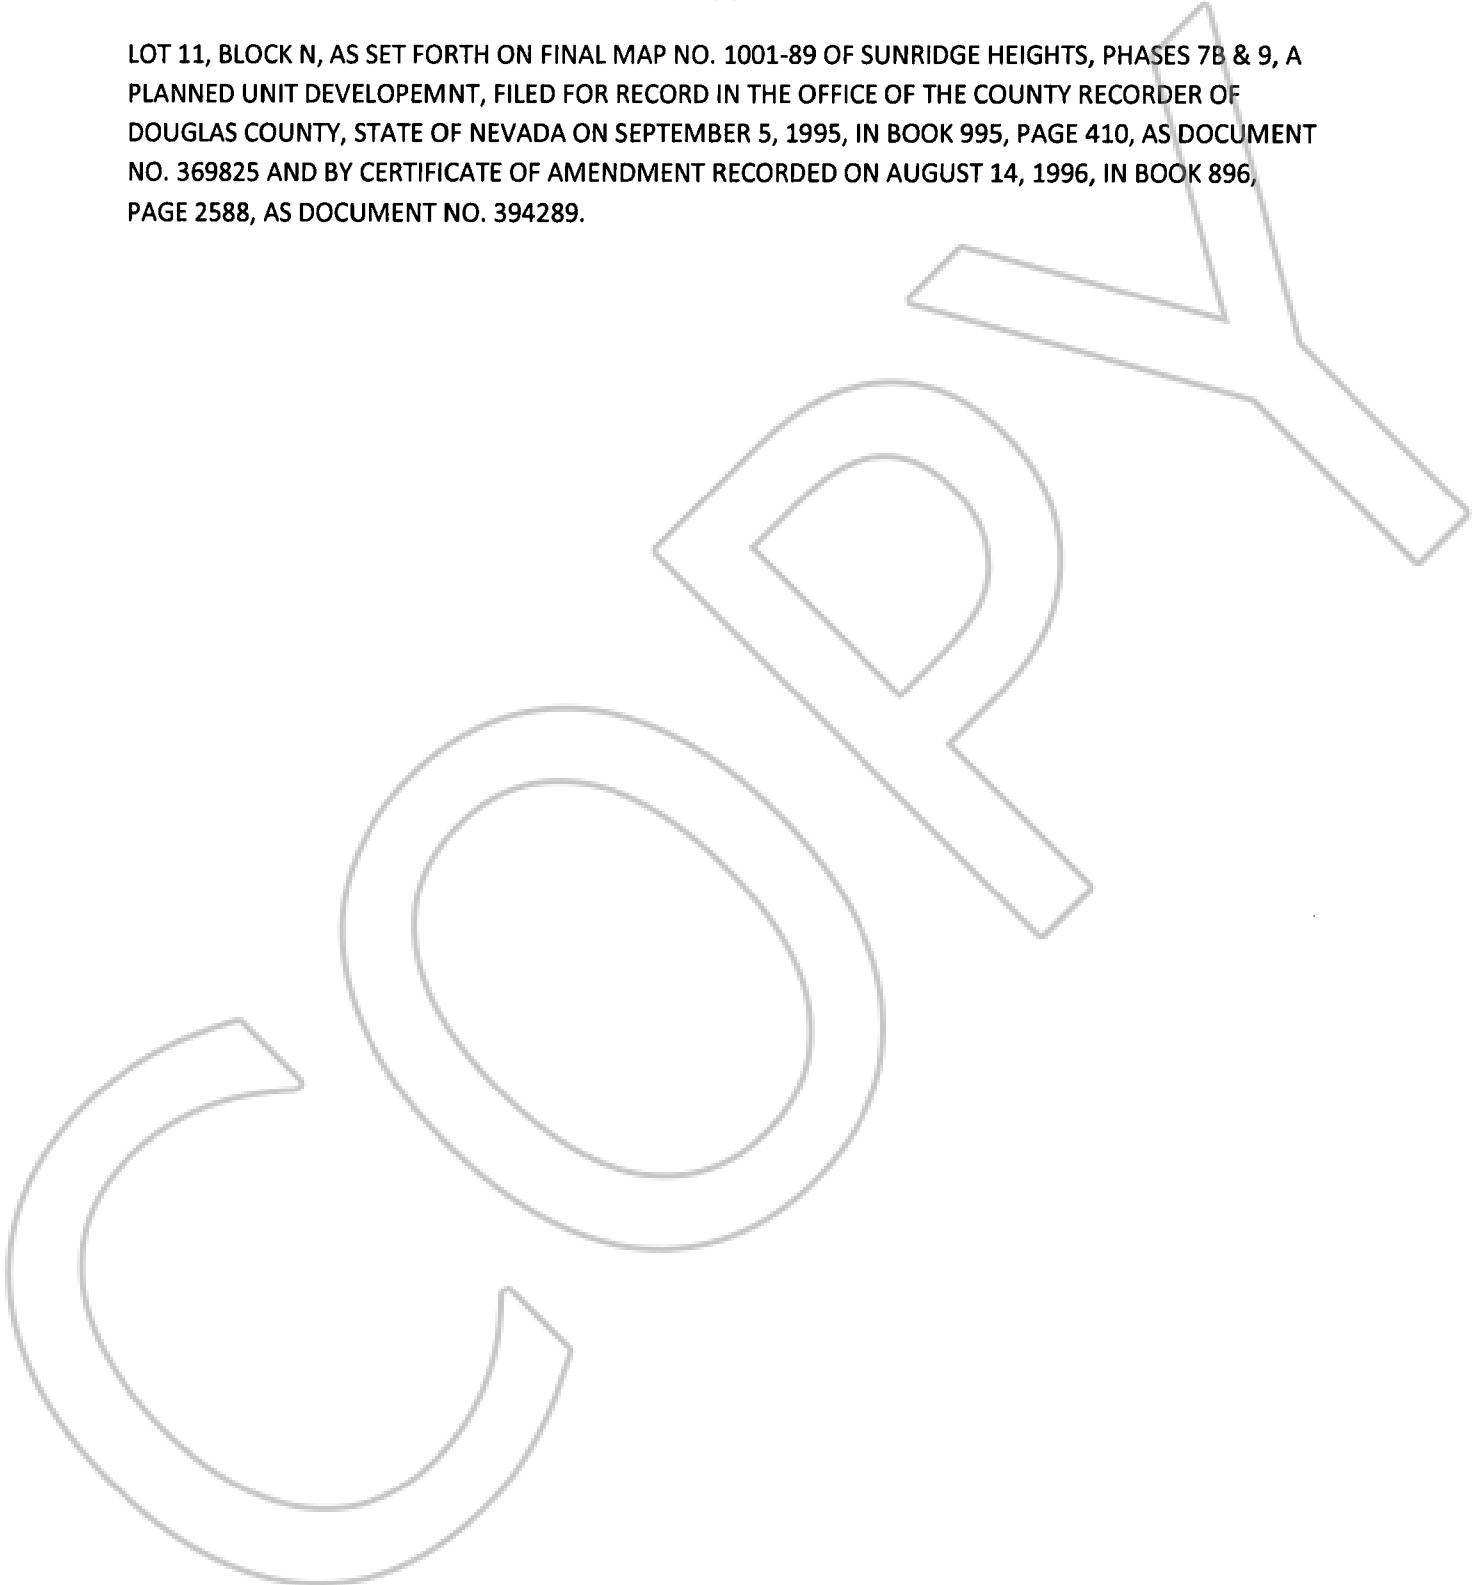 LOT 11, BLOCK N, AS SET FORTH ON FINAL MAP NO. 1001-89 OF SUNRIDGE HEIGHTS, PHASES 7B & 9, A
PLANNED UNIT DEVELOPEMNT, FILED FOR RECORD IN THE OFFICE OF THE COUNTY RECORDER OF
DOUGLAS COUNTY, STATE OF NEVADA ON SEPTEMBER 5, 1995, IN BOOK 995, PAGE 410, AS DOCUMENT
NO. 369825 AND BY CERTIFICATE OF AMENDMENT RECORDED ON AUGUST 14, 1996, IN BOOK 896,
PAGE 2588, AS DOCUMENT NO. 394289.
COPY